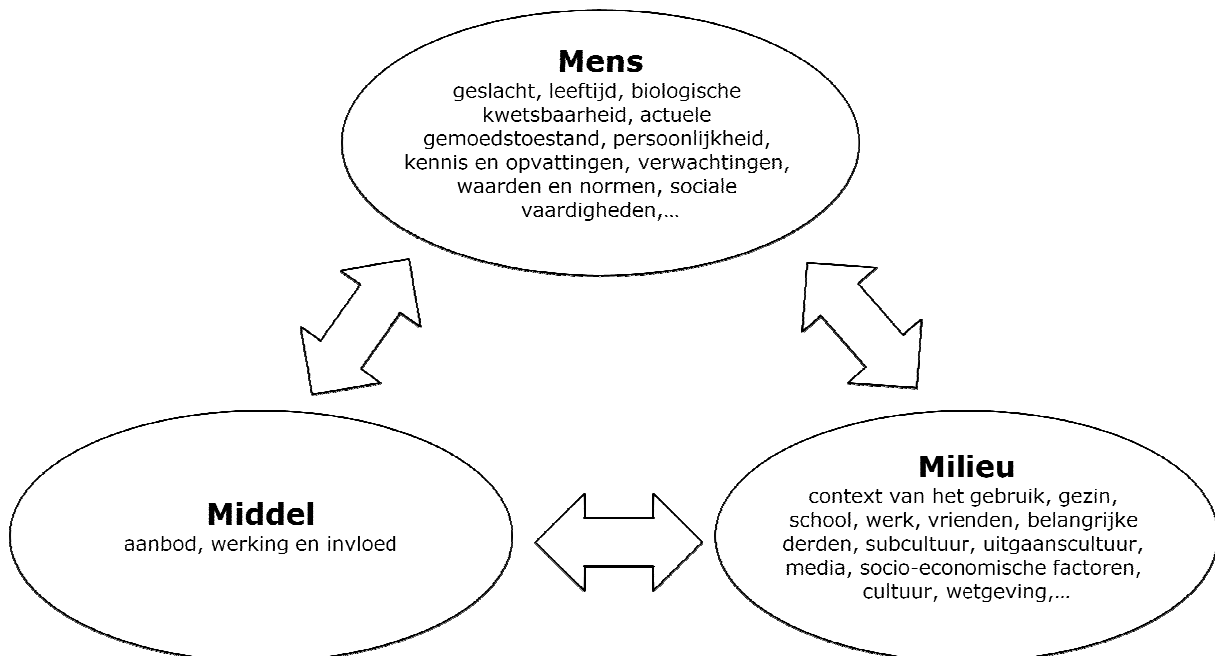 Mens
geslacht, leeftijd, biologische
kwetsbaarheid, actuele
gemoedstoestand, persoonlijkheid,
kennis en opvattingen, verwachtingen,
waarden en normen, sociale
vaardigheden,...
Middel
aanbod, werking en invloed
Milieu
context van het gebruik, gezin,
school, werk, vrienden, belangrijke
derden, subcultuur, uitgaanscultuur,
media, socio-economische factoren,
cultuur, wetgeving,...